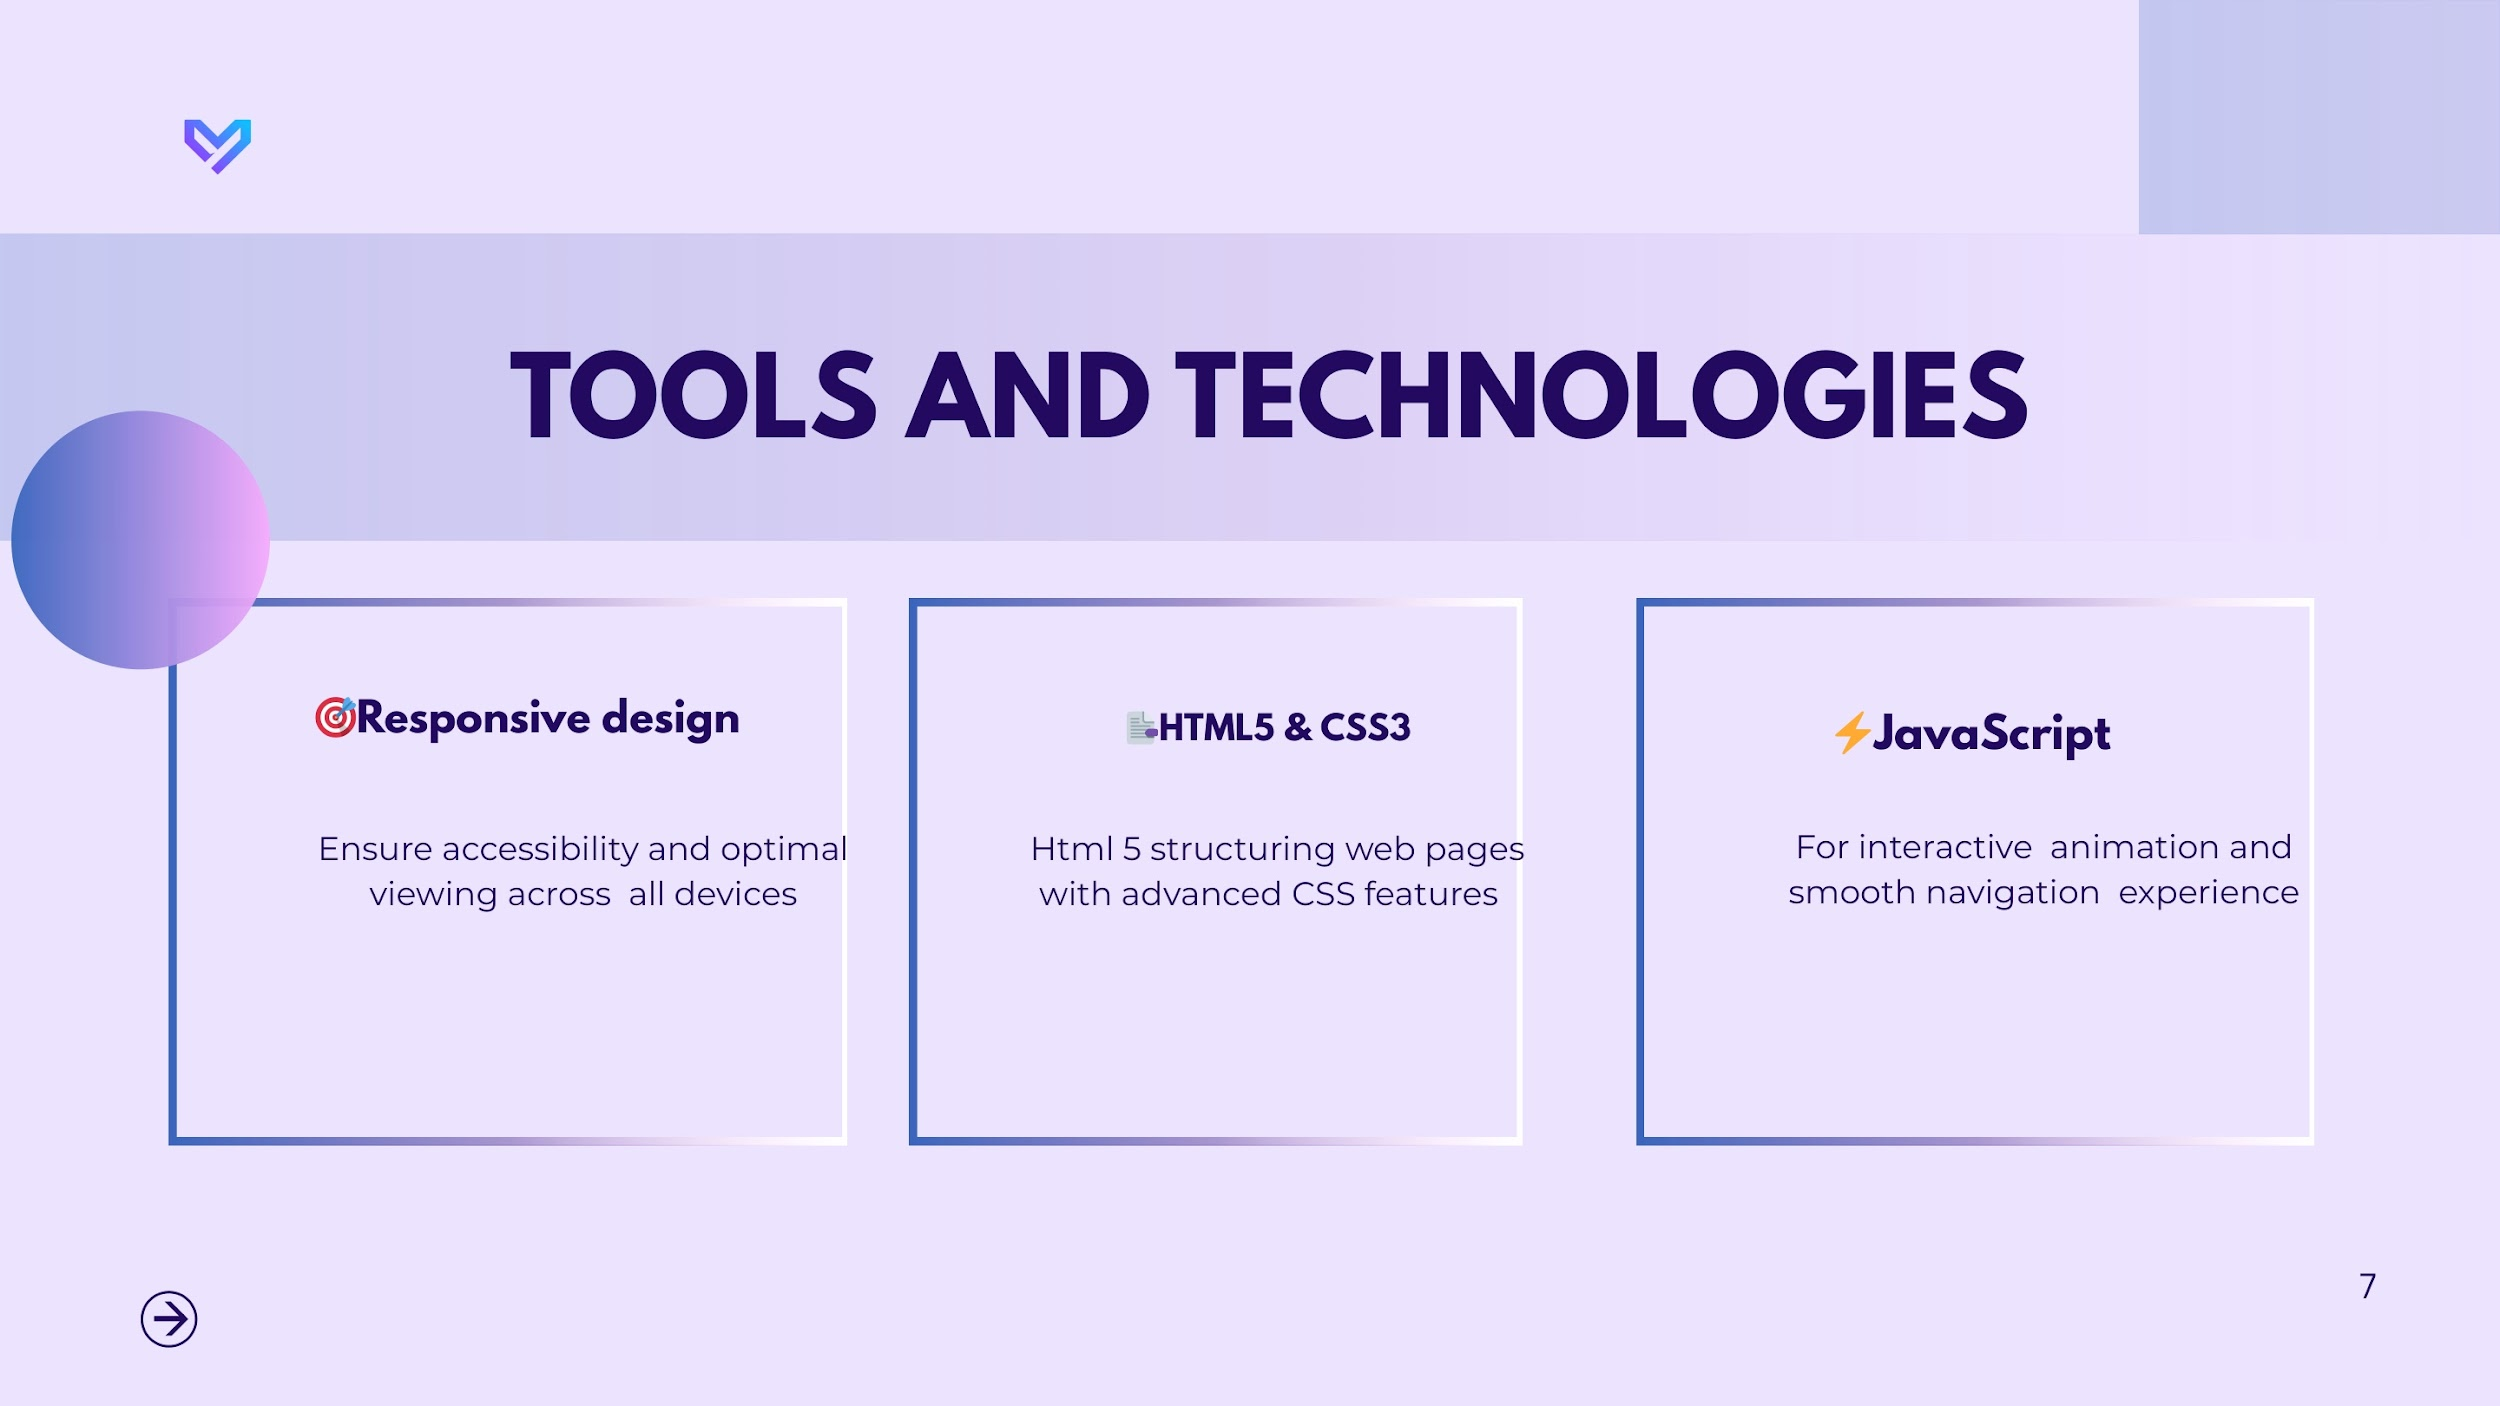 TOOLS AND TECHNOLOGIES
🎯Responsive design
Ensure accessibility and optimal
viewing across  all devices
📄HTML5 & CSS3
Html 5 structuring web pages
with advanced CSS features
⚡JavaScript
For interactive  animation and
smooth navigation  experience
7